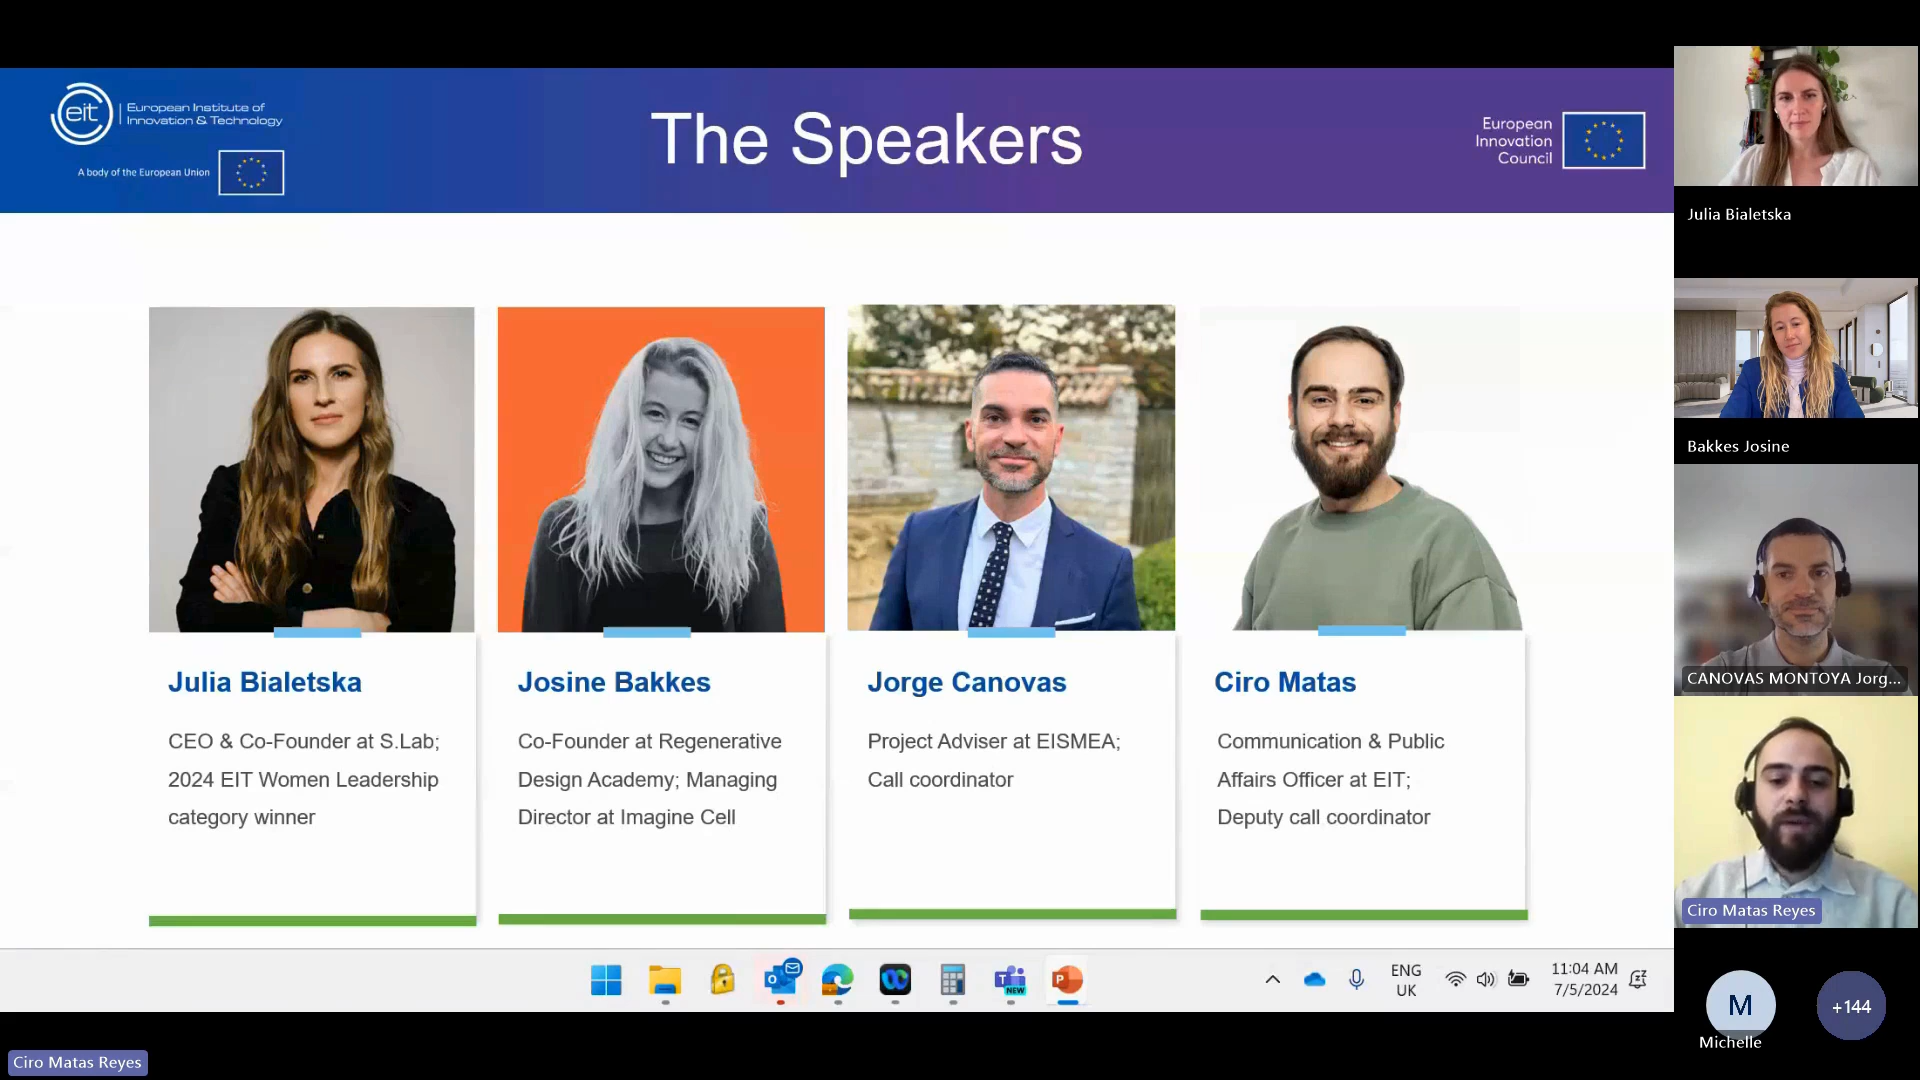 eit
European Institute of
Innovation & Technology
A body of the European Union
The Speakers
European
Innovation
Council
Julia Bialetska
CEO & Co-Founder at S.Lab;
2024 EIT Women Leadership
category winner
Josine Bakkes
Co-Founder at Regenerative
Design Academy; Managing
Director at Imagine Cell
Jorge Canovas
Project Adviser at EISMEA;
Call coordinator
Ciro Matas
Communication & Public
Affairs Officer at EIT;
Deputy call coordinator
Julia Bialetska
Bakkes Josine
CANOVAS MONTOYA Jorg...
Ciro Matas Reyes
M
Michelle
+144
NEW
ENG
UK
11:04 AM
7/5/2024
Ciro Matas Reyes